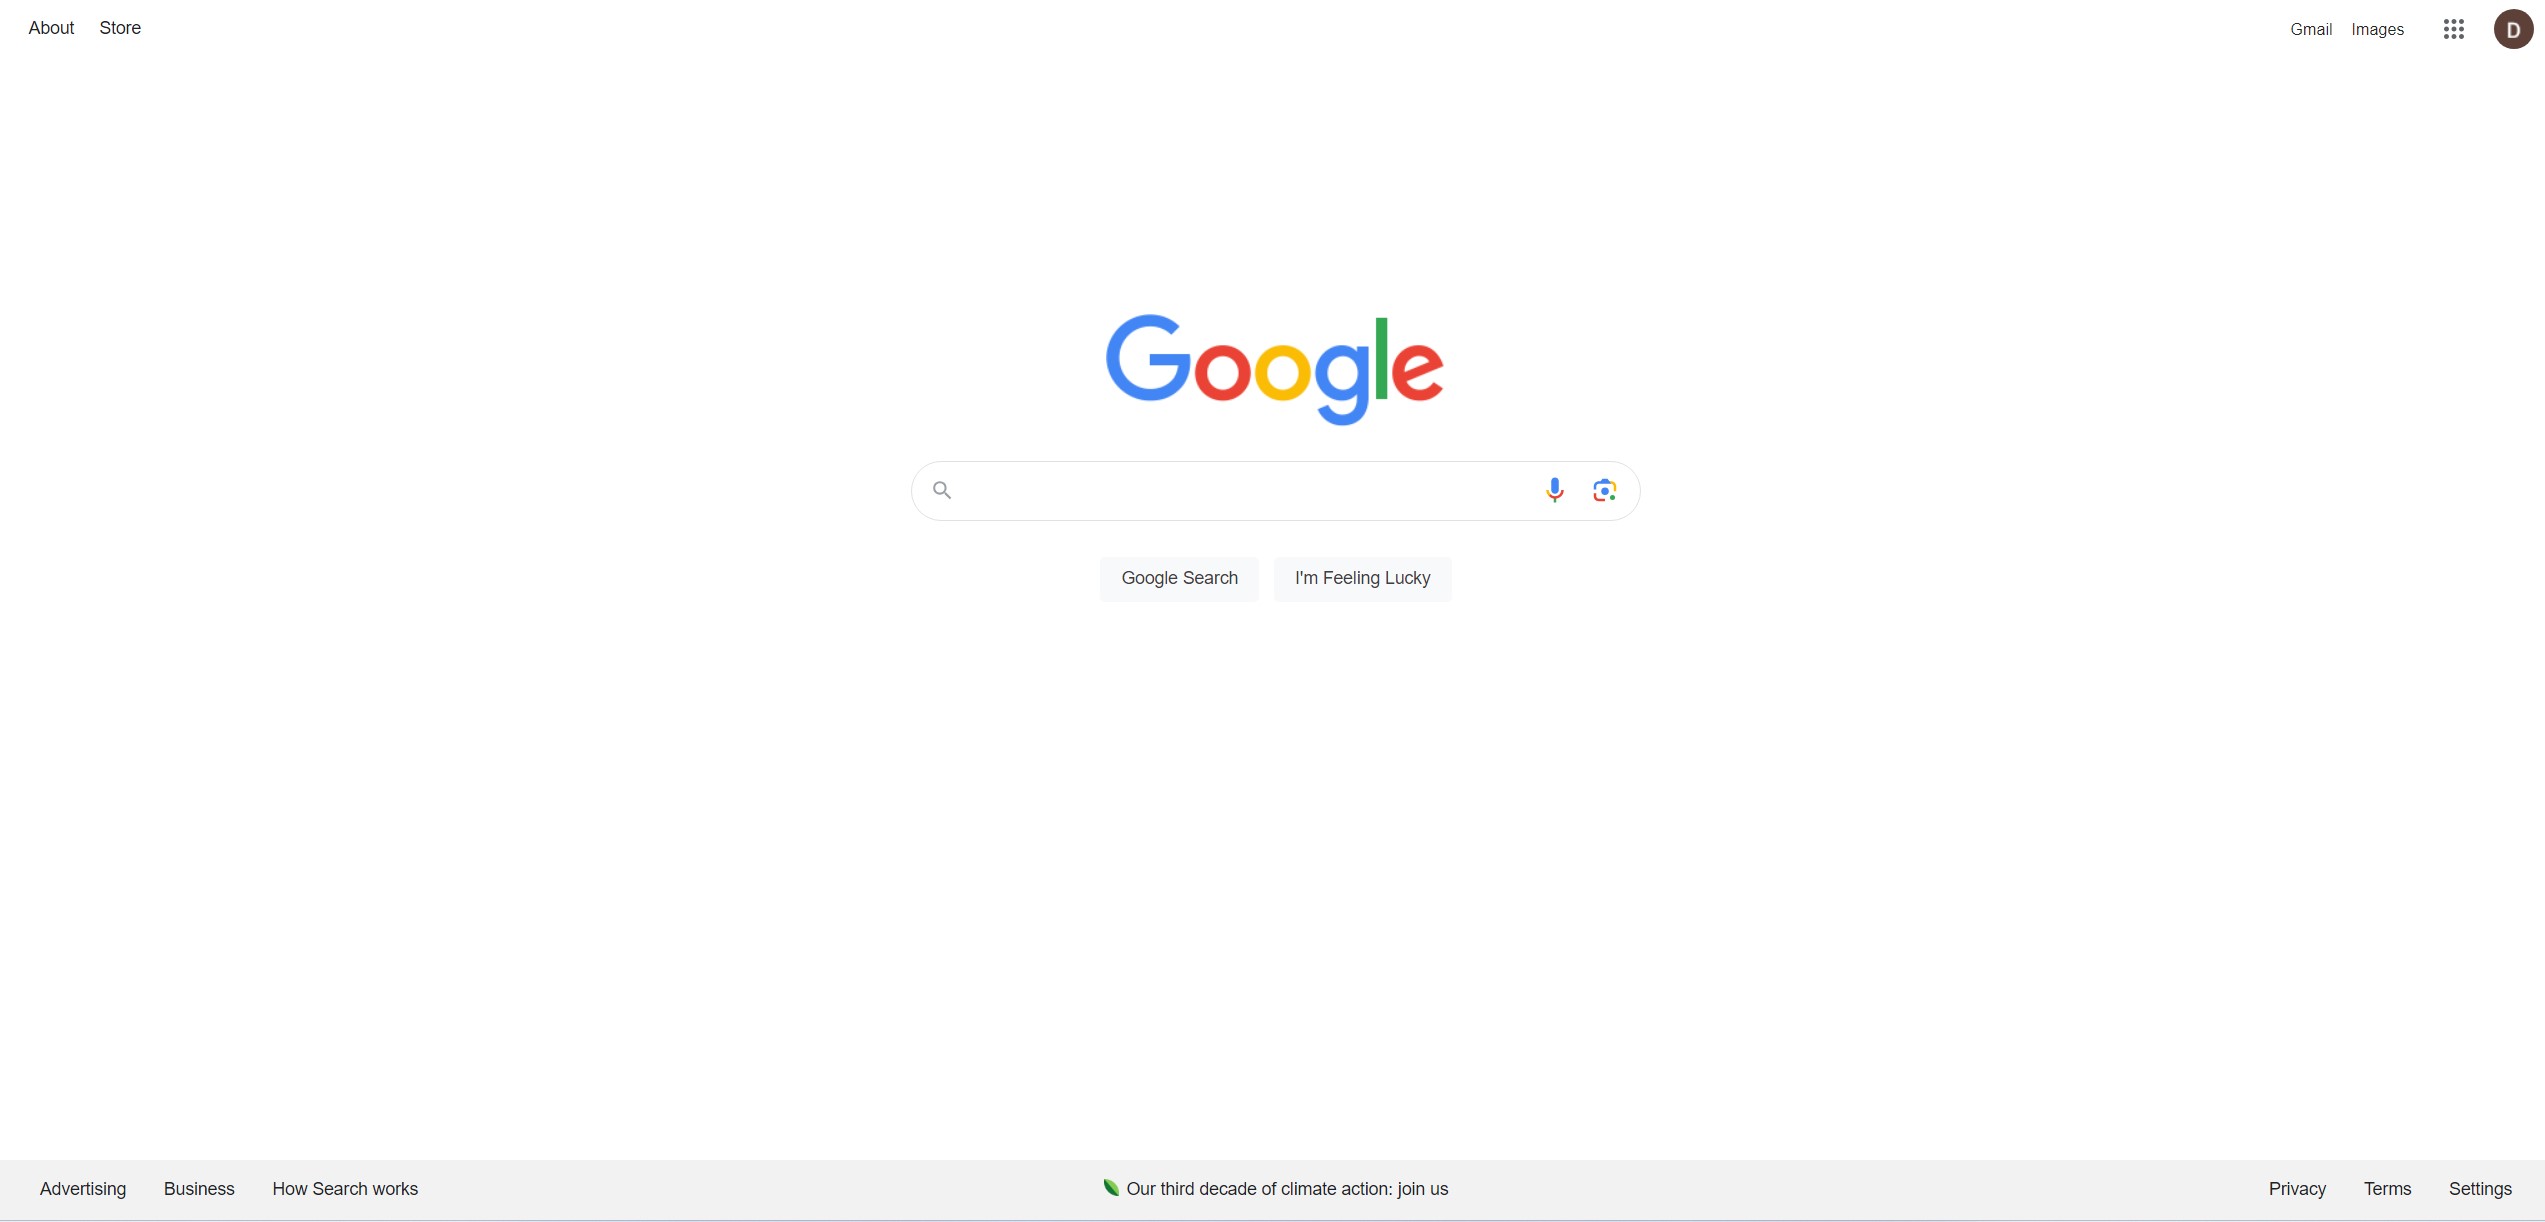 About Store Gmail Images D
Google
Google Search I'm Feeling Lucky
Advertising Business How Search works Our third decade of climate action: join us Privacy Terms Settings